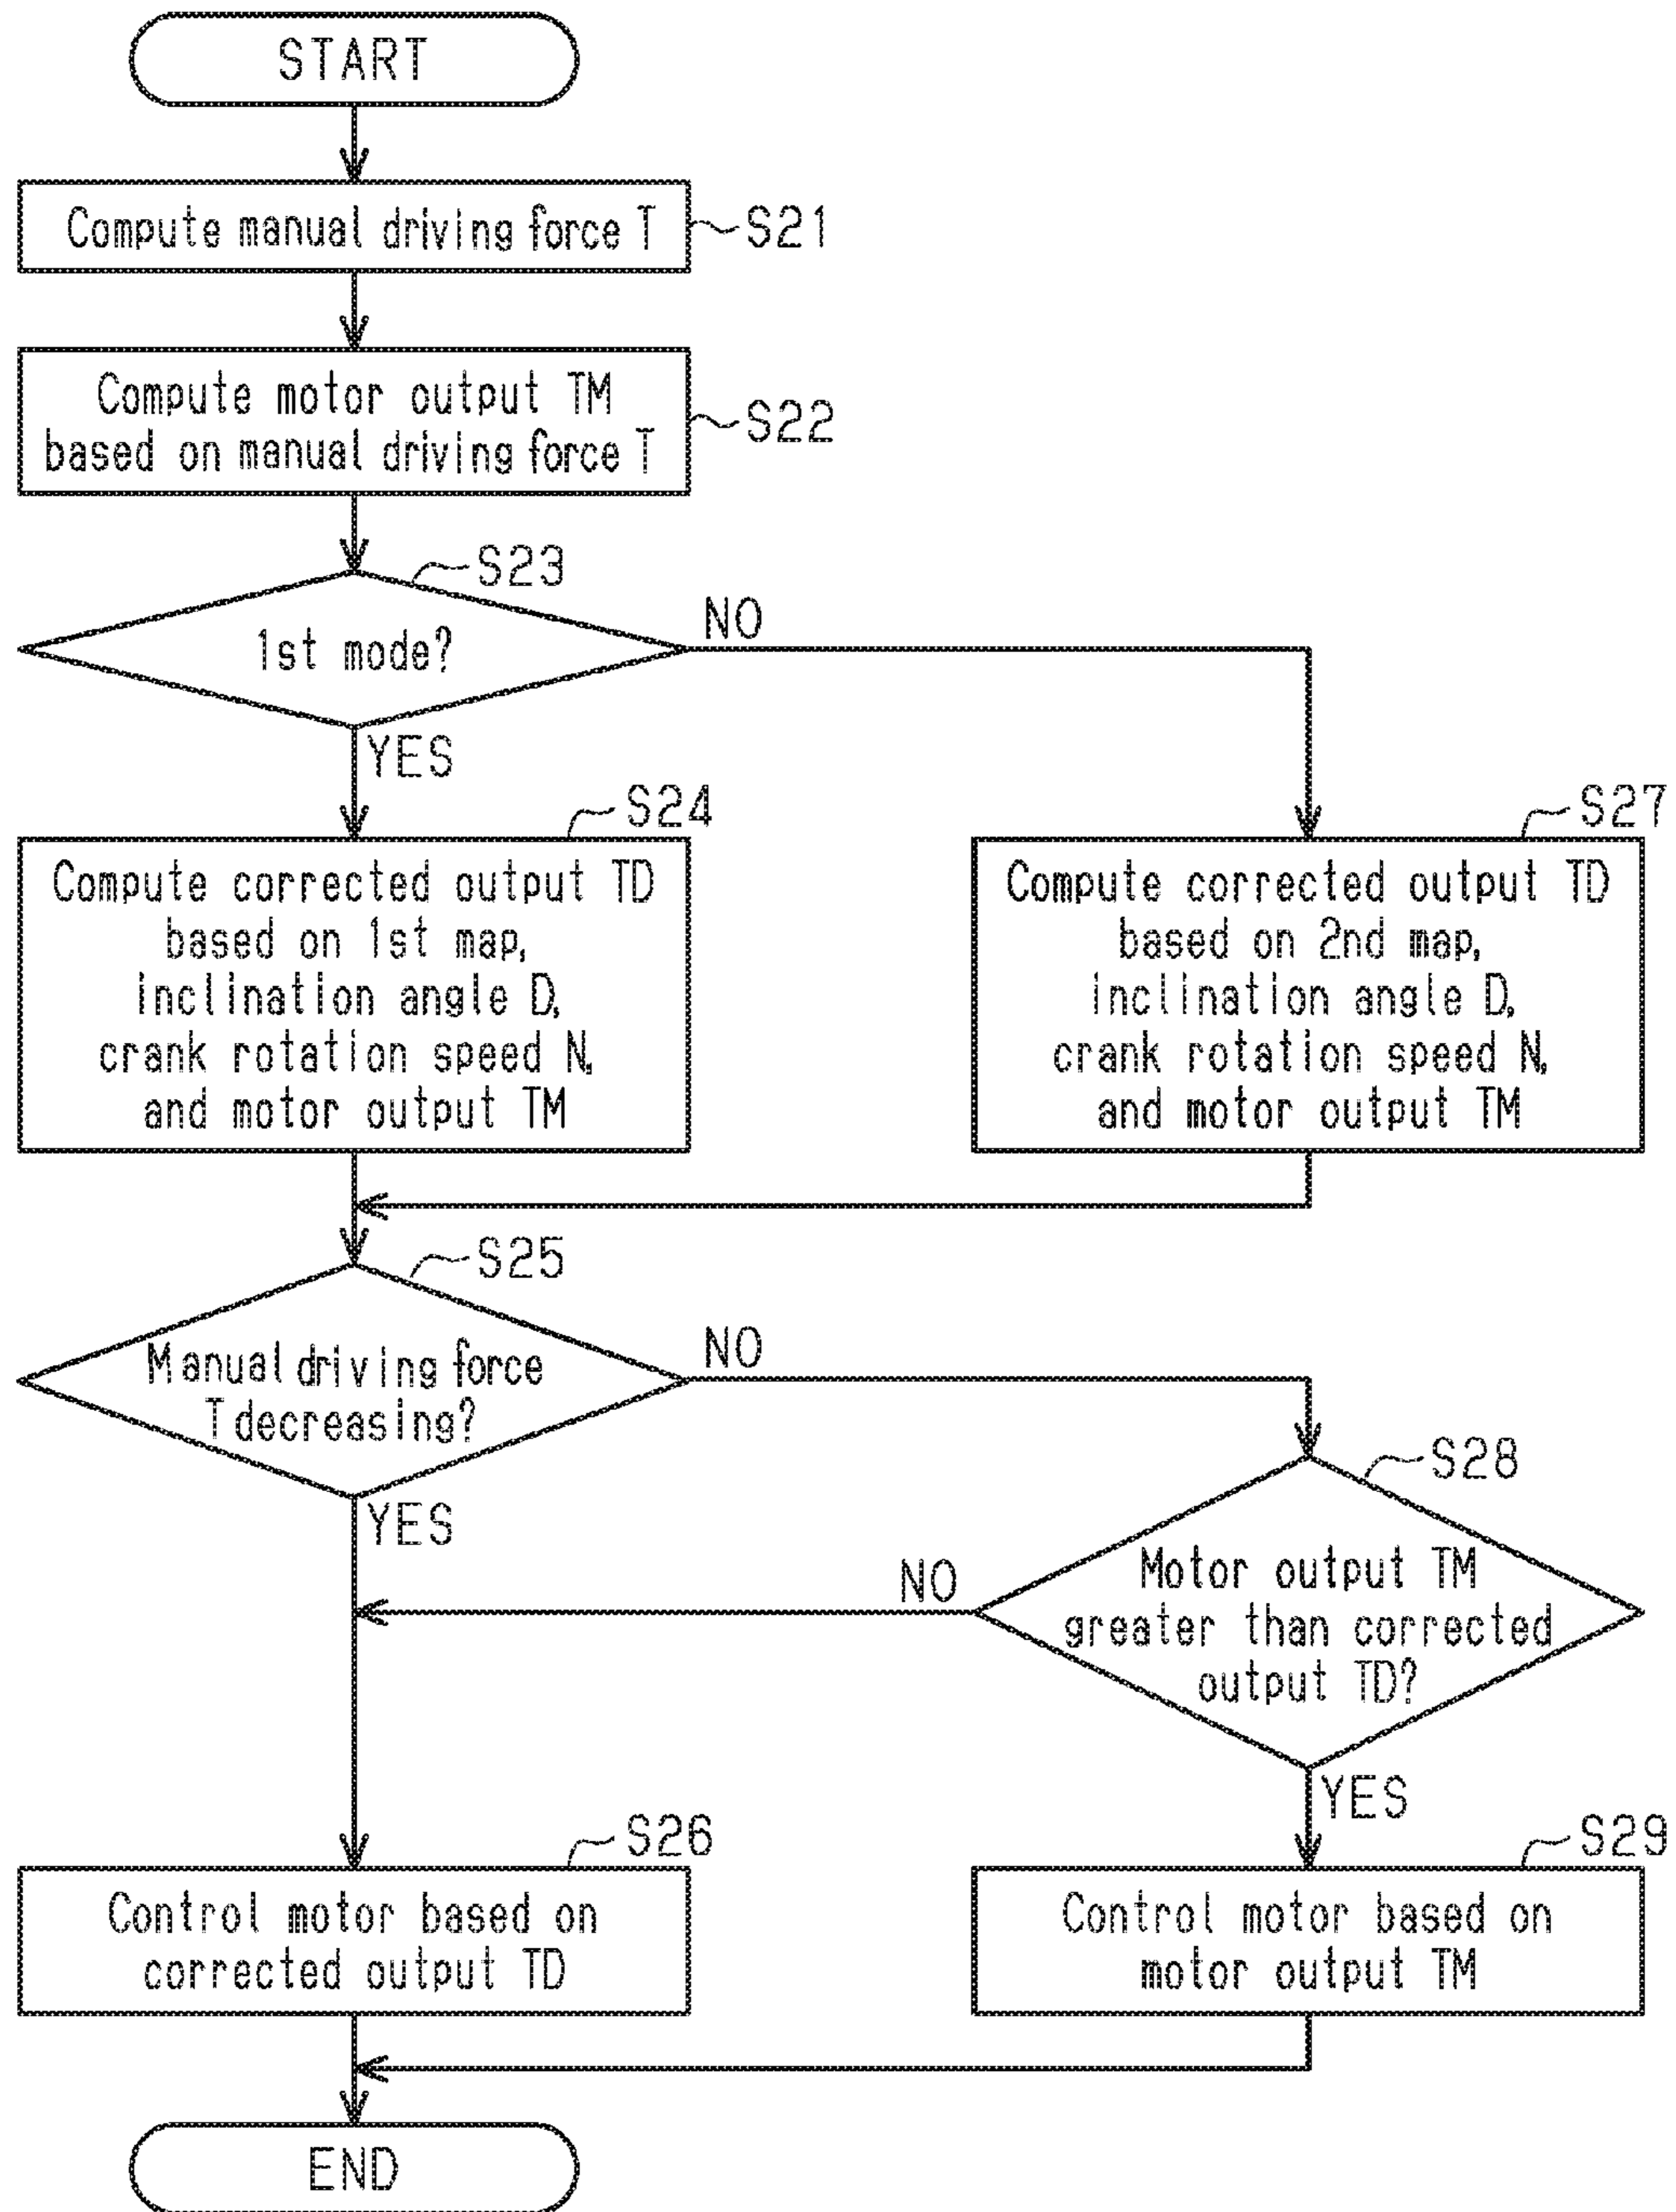 START
Compute manual driving force T
S21
Compute motor output TM
based on manual driving force T
S22
S23
1st mode?
NO
YES
S24
Compute corrected output TD
based on 1st map,
inclination angle D,
crank rotation speed N,
and motor output TM
S27
Compute corrected output TD
based on 2nd map,
inclination angle D,
crank rotation speed N,
and motor output TM
S25
Manual driving force
T decreasing?
NO
YES
S28
Motor output TM
greater than corrected
output TD?
NO
YES
S26
Control motor based on
corrected output TD
S29
Control motor based on
motor output TM
END